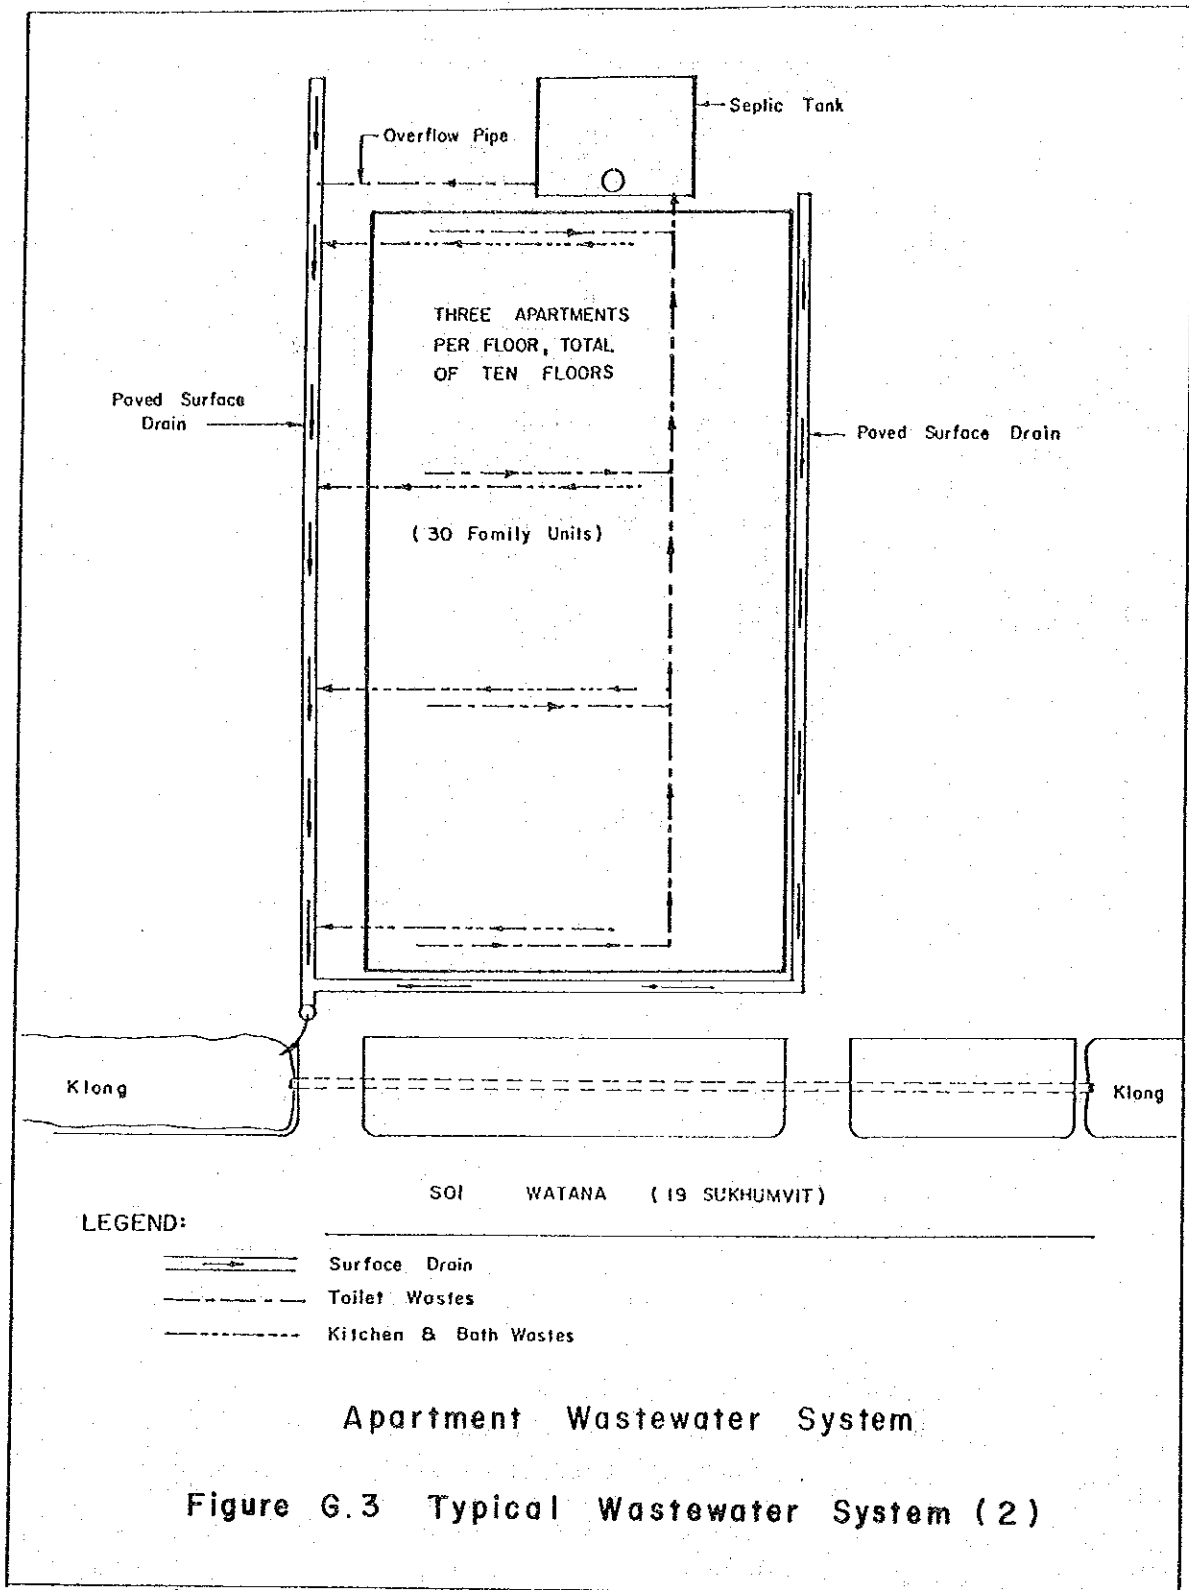 Septic Tank
Overflow Pipe
THREE APARTMENTS
PER FLOOR, TOTAL
OF TEN FLOORS
Paved Surface
Drain
Paved Surface Drain
(30 Family Units)
Klong
Klong
SOI WATANA (19 SUKHUMVIT)
LEGEND:
Surface Drain
Toilet Wastes
Kitchen & Bath Wastes
Apartment Wastewater System
Figure G.3 Typical Wastewater System (2)